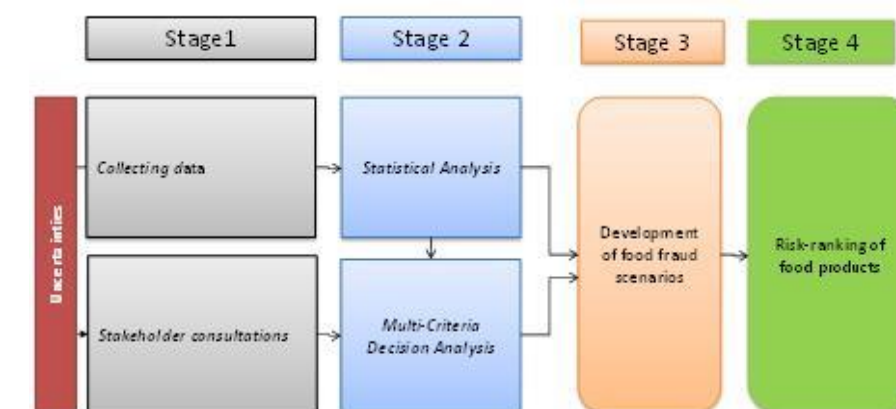 Stage1
Stage 2
Stage 3
Stage 4
Uncertainties
Collecting data
Statistical Analysis
Stakeholder consultations
Multi-Criteria
Decision Analysis
Development
of food fraud
scenarios
Risk-ranking of
food products